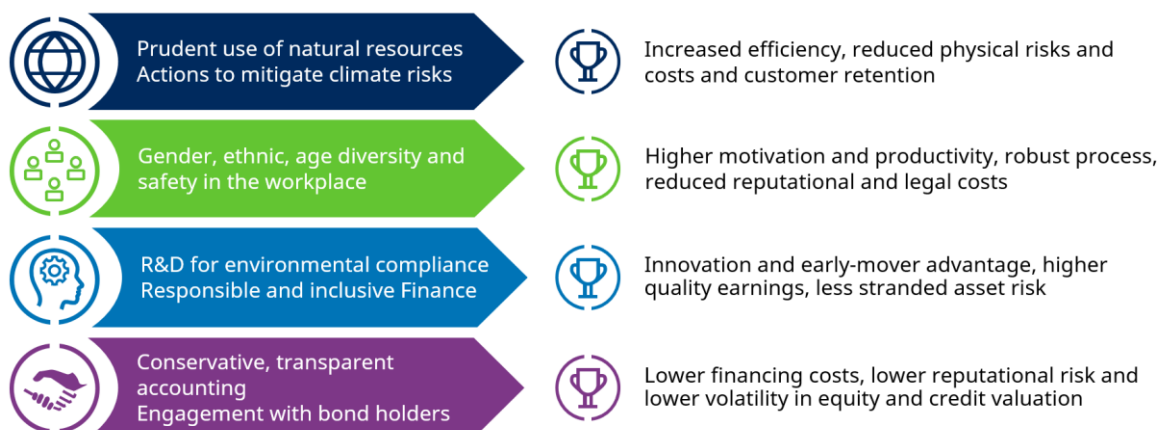 Prudent use of natural resources
Actions to mitigate climate risks
Increased efficiency, reduced physical risks and
costs and customer retention
Gender, ethnic, age diversity and
safety in the workplace
Higher motivation and productivity, robust process,
reduced reputational and legal costs
R&D for environmental compliance
Responsible and inclusive Finance
Innovation and early-mover advantage, higher
quality earnings, less stranded asset risk
Conservative, transparent
accounting
Engagement with bond holders
Lower financing costs, lower reputational risk and
lower volatility in equity and credit valuation